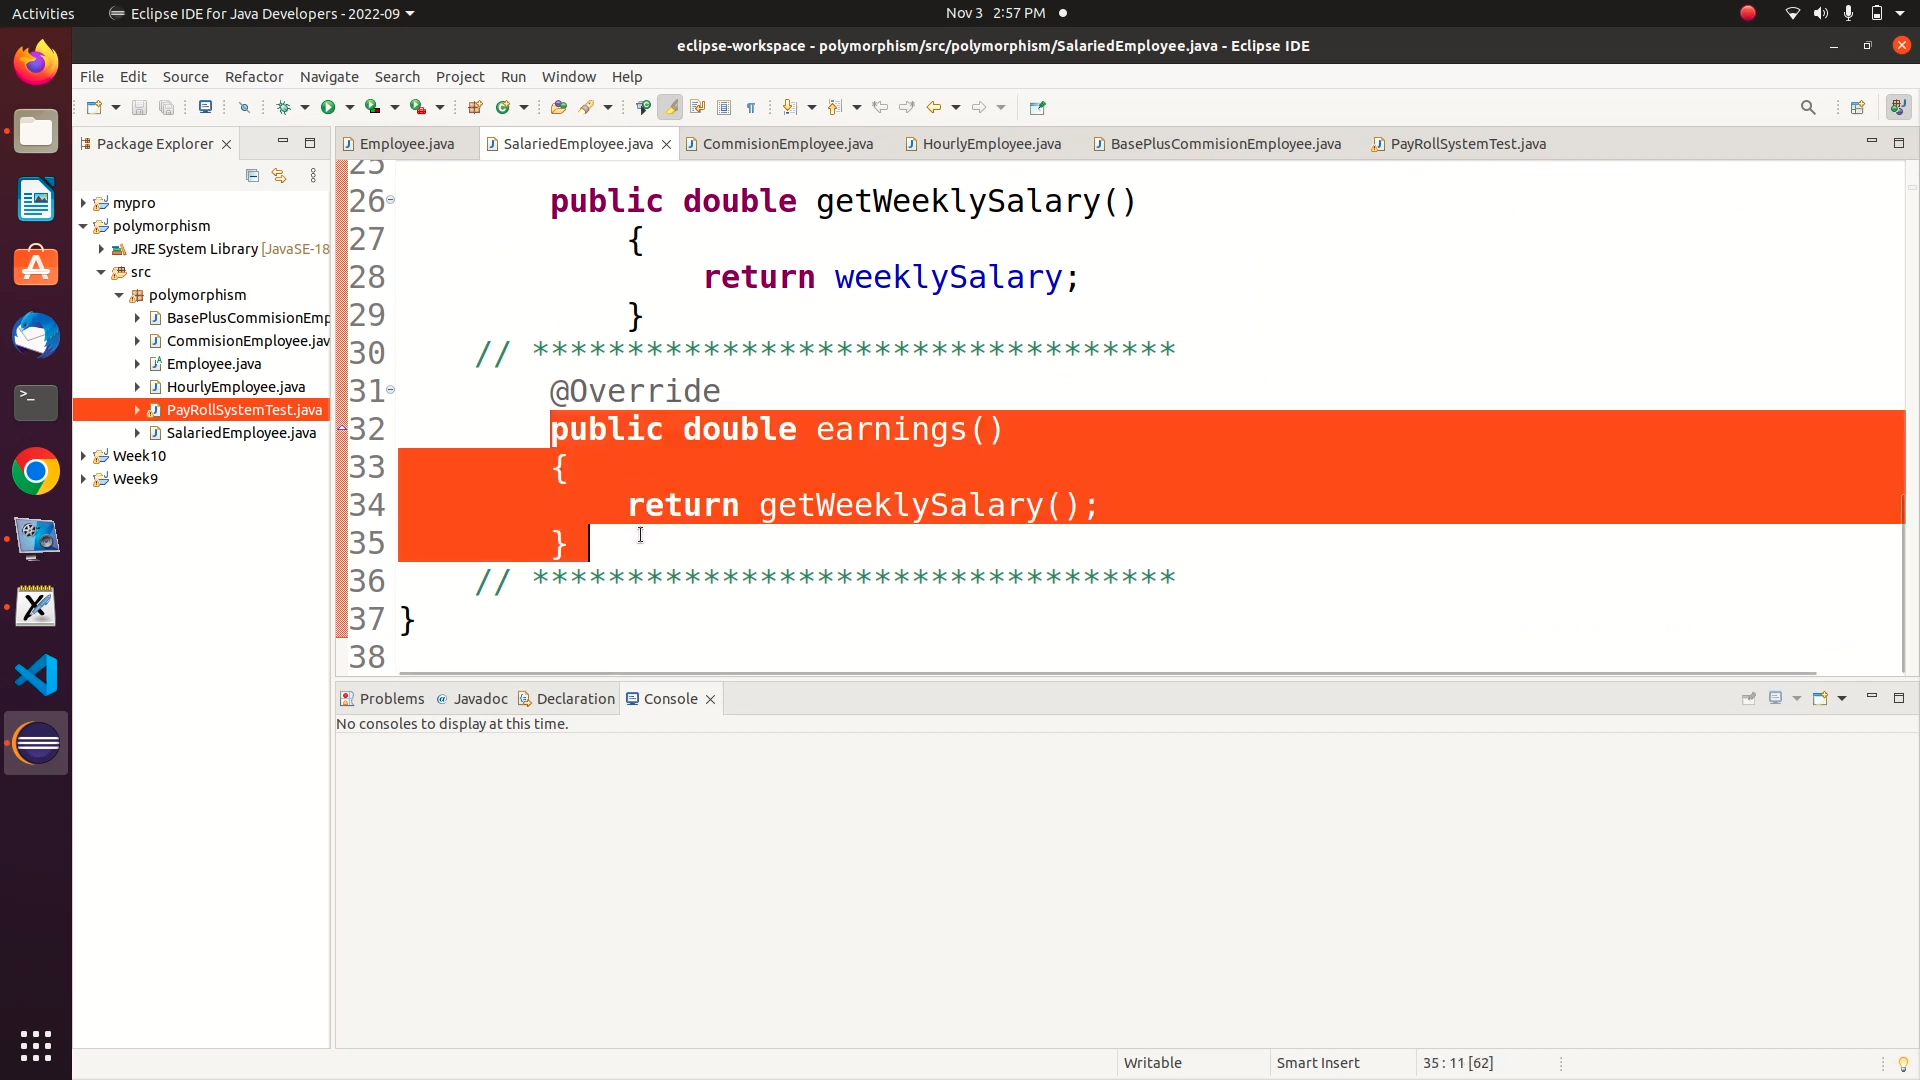 Activities
Eclipse IDE for Java Developers - 2022-09
Nov 3 2:57 PM
eclipse-workspace - polymorphism/src/polymorphism/SalariedEmployee.java - Eclipse IDE
File Edit Source Refactor Navigate Search Project Run Window Help
Package Explorer
mypro
polymorphism
JRE System Library [JavaSE-18
src
polymorphism
BasePlusCommisionEmp
CommisionEmployee.jav
Employee.java
HourlyEmployee.java
PayRollSystemTest.java
SalariedEmployee.java
Week10
Week9
Employee.java SalariedEmployee.java CommisionEmployee.java HourlyEmployee.java BasePlusCommisionEmployee.java PayRollSystemTest.java
25
26 public double getWeeklySalary()
27 {
28 return weeklySalary;
29 }
30 // **********************************
31 @Override
32 public double earnings()
33 {
34 return getWeeklySalary();
35 }
36 // **********************************
37 }
38
Problems @ Javadoc Declaration Console
No consoles to display at this time.
Writable Smart Insert 35 : 11 [62]